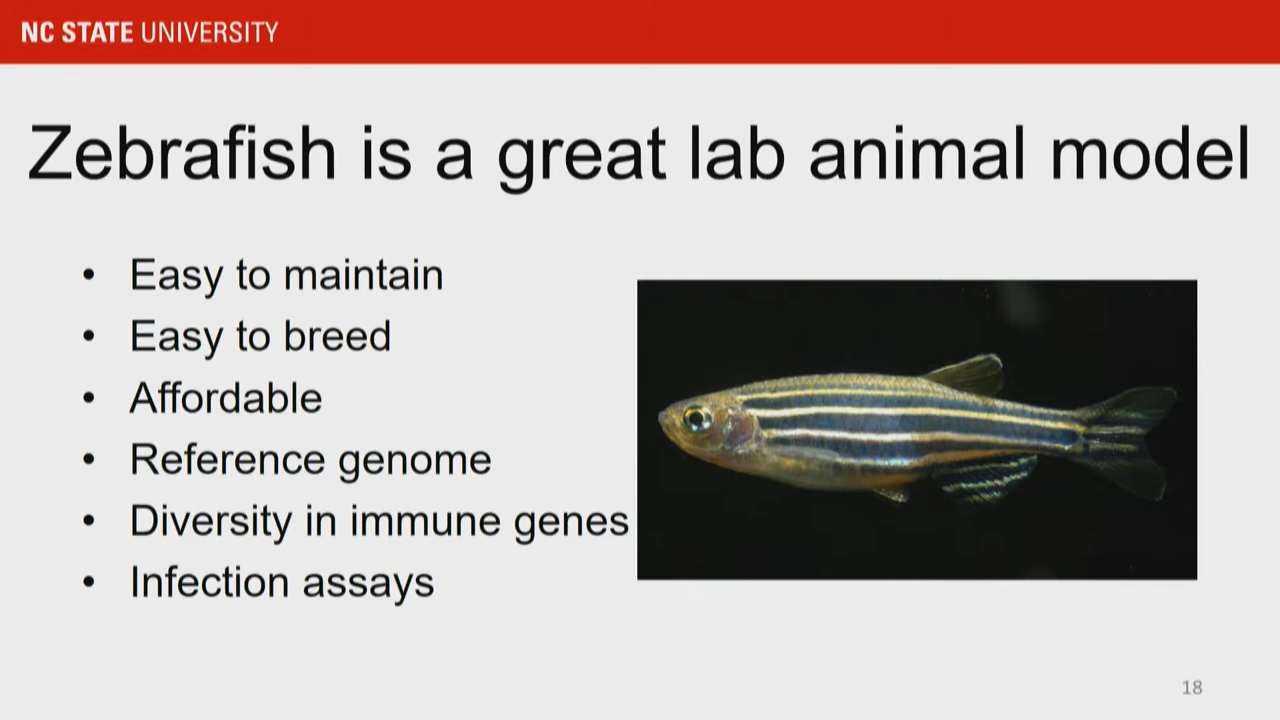 NC STATE UNIVERSITY
Zebrafish is a great lab animal model
• Easy to maintain
• Easy to breed
• Affordable
• Reference genome
• Diversity in immune genes
• Infection assays
18